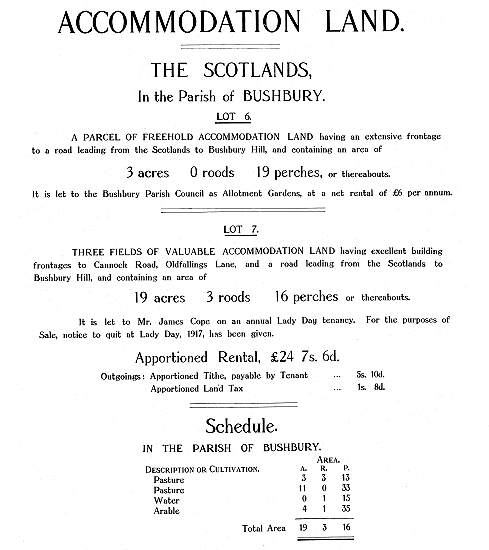 ACCOMMODATION LAND.
THE SCOTLANDS,
In the Parish of BUSHBURY.
LOT 6.
A PARCEL OF FREEHOLD ACCOMMODATION LAND having an extensive frontage
to a road leading from the Scotlands to Bushbury Hill, and containing an area of
3 acres 0 roods 19 perches, or thereabouts.
It is let to the Bushbury Parish Council as Allotment Gardens, at a net rental of £6 per annum.
LOT 7.
THREE FIELDS OF VALUABLE ACCOMMODATION LAND having excellent building
frontages to Cannock Road, Oldfallings Lane, and a road leading from the Scotlands to
Bushbury Hill, and containing an area of
19 acres 3 roods 16 perches or thereabouts.
It is let to Mr. James Cope on an annual Lady Day tenancy. For the purposes of
Sale, notice to quit at Lady Day, 1917, has been given.
Apportioned Rental, £24 7s. 6d.
Outgoings: Apportioned Tithe, payable by Tenant ... 5s. 10d.
Apportioned Land Tax ... 1s. 8d.
Schedule.
IN THE PARISH OF BUSHBURY.
AREA.
DESCRIPTION OR CULTIVATION. A. R. P.
Pasture 3 3 13
Pasture 11 0 33
Water 0 1 15
Arable 4 1 35
Total Area 19 3 16